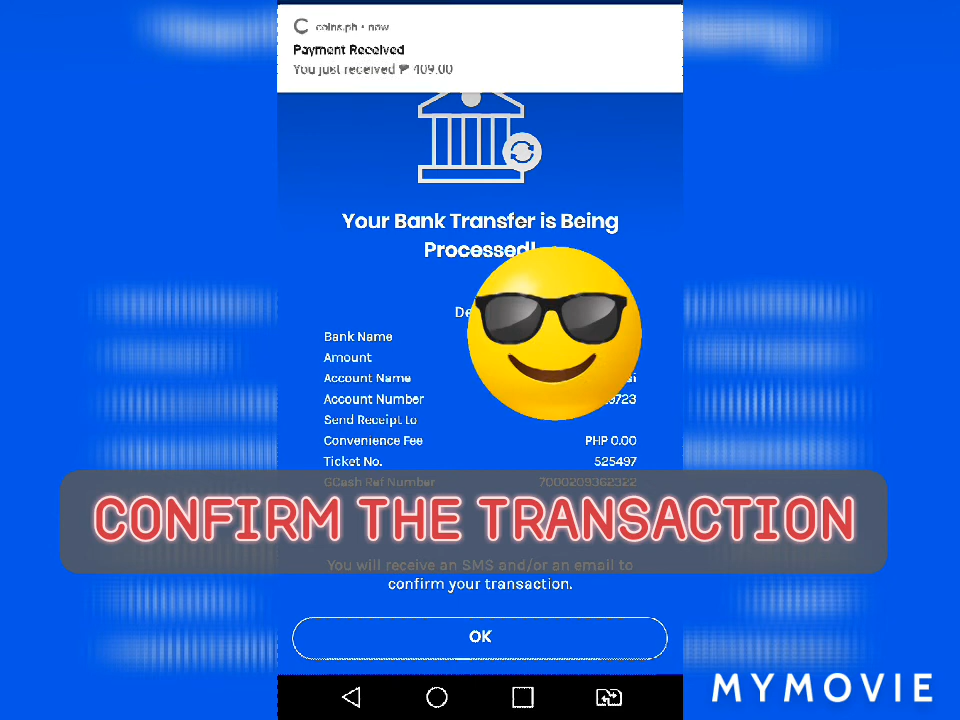 coins.ph • now
Payment Received
You just received ₱ 409.00
Your Bank Transfer is Being
Processed!
De
Bank Name
Amount
Account Name si
Account Number 9723
Send Receipt to
Convenience Fee PHP 0.00
Ticket No. 525497
GCash Ref Number 7000209362322
CONFIRM THE TRANSACTION
You will receive an SMS and/or an email to
confirm your transaction.
OK
MYMOVIE